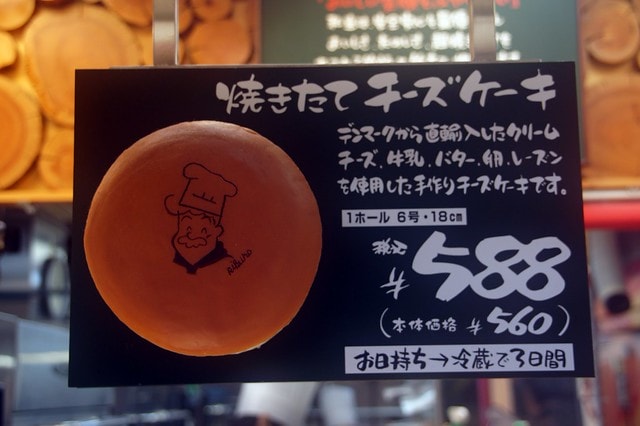 焼きたてチーズケーキ
デンマークから直輸入したクリーム
チーズ、牛乳、バター、卵、レーズン
を使用した手作りチーズケーキです。
1ホール 6号・18cm
税込
¥588
(本体価格 ¥560)
お日持ち→冷蔵で3日間